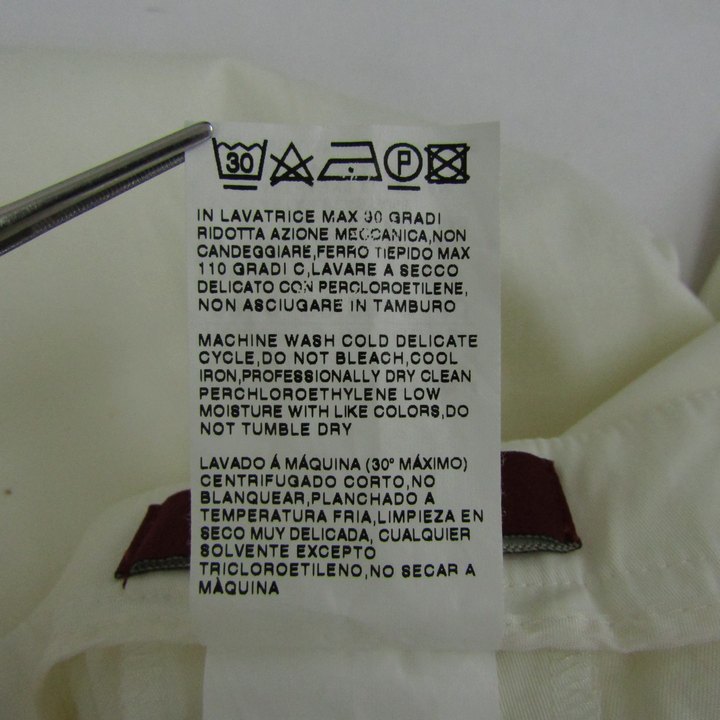 30 P
IN LAVATRICE MAX 30 GRADI
RIDOTTA AZIONE MECCANICA,NON
CANDEGGIARE,FERRO TIEPIDO MAX
110 GRADI C,LAVARE A SECCO
DELICATO CON PERCLOROETILENE,
NON ASCIUGARE IN TAMBURO
MACHINE WASH COLD DELICATE
CYCLE,DO NOT BLEACH,COOL
IRON,PROFESSIONALLY DRY CLEAN
PERCHLOROETHYLENE LOW
MOISTURE WITH LIKE COLORS,DO
NOT TUMBLE DRY
LAVADO Á MÁQUINA (30° MÁXIMO)
CENTRIFUGADO CORTO,NO
BLANQUEAR,PLANCHADO A
TEMPERATURA FRIA,LIMPIEZA EN
SECO MUY DELICADA, CUALQUIER
SOLVENTE EXCEPTO
TRICLOROETILENO,NO SECAR A
MÀQUINA